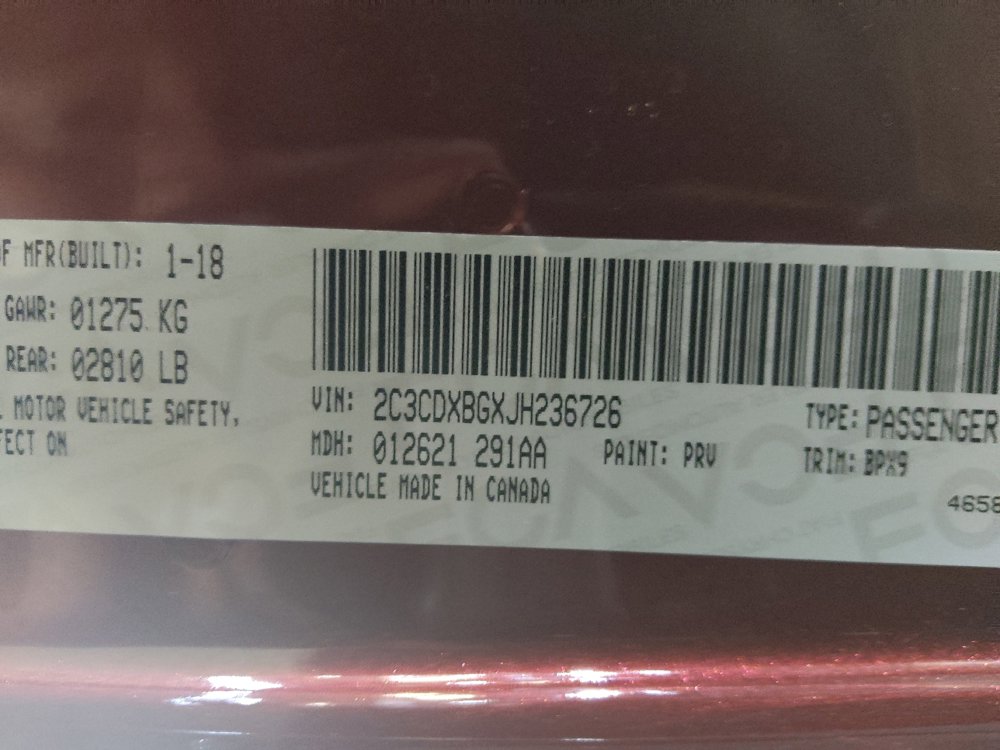 OF MFR(BUILT): 1-18
GAWR: 01275 KG
REAR: 02810 LB
MOTOR VEHICLE SAFETY,
FECT ON
VIN: 2C3CDXBGXJH236726
TYPE: PASSENGER
MDH: 012621 291AA
PAINT: PRV
TRIM: BPX9
VEHICLE MADE IN CANADA
4658